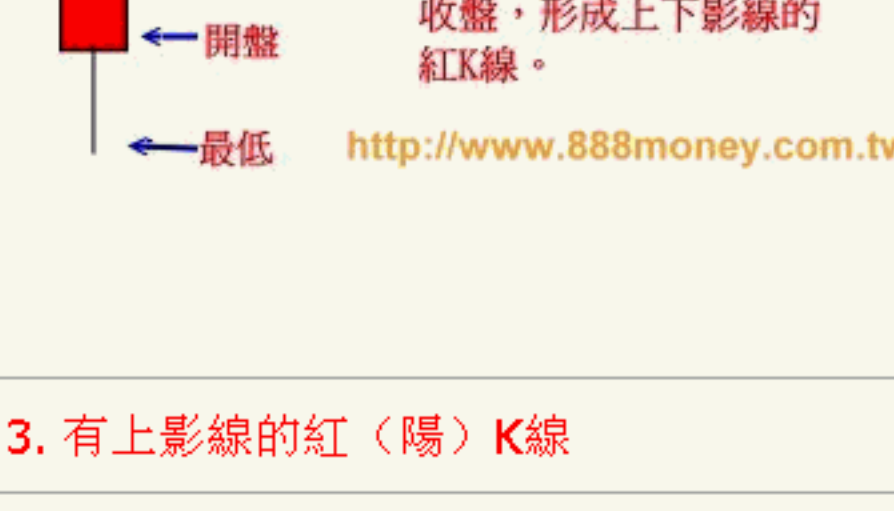 收盤，形成上下影線的
開盤
紅K線。
最低
http://www.888money.com.tw
3. 有上影線的紅（陽）K線